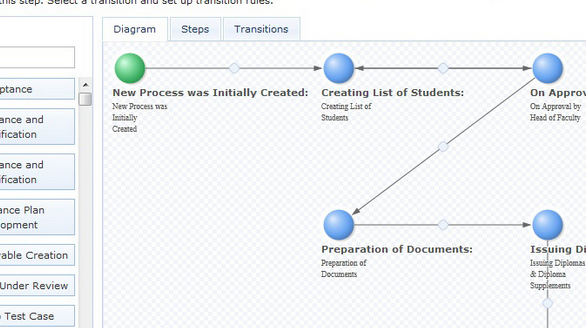 this step. Select a transition and set up transition rules.
Diagram
Steps
Transitions
New Process was Initially Created:
New Process was
Initially
Created
Creating List of Students:
Creating List of
Students
On Approv
On Approval by
Head of Faculty
Preparation of Documents:
Preparation of
Documents
Issuing Di
Issuing Diplomas
& Diploma
Supplements
ptance
ance and
ification
ance and
ification
ance Plan
opment
able Creation
Under Review
Test Case